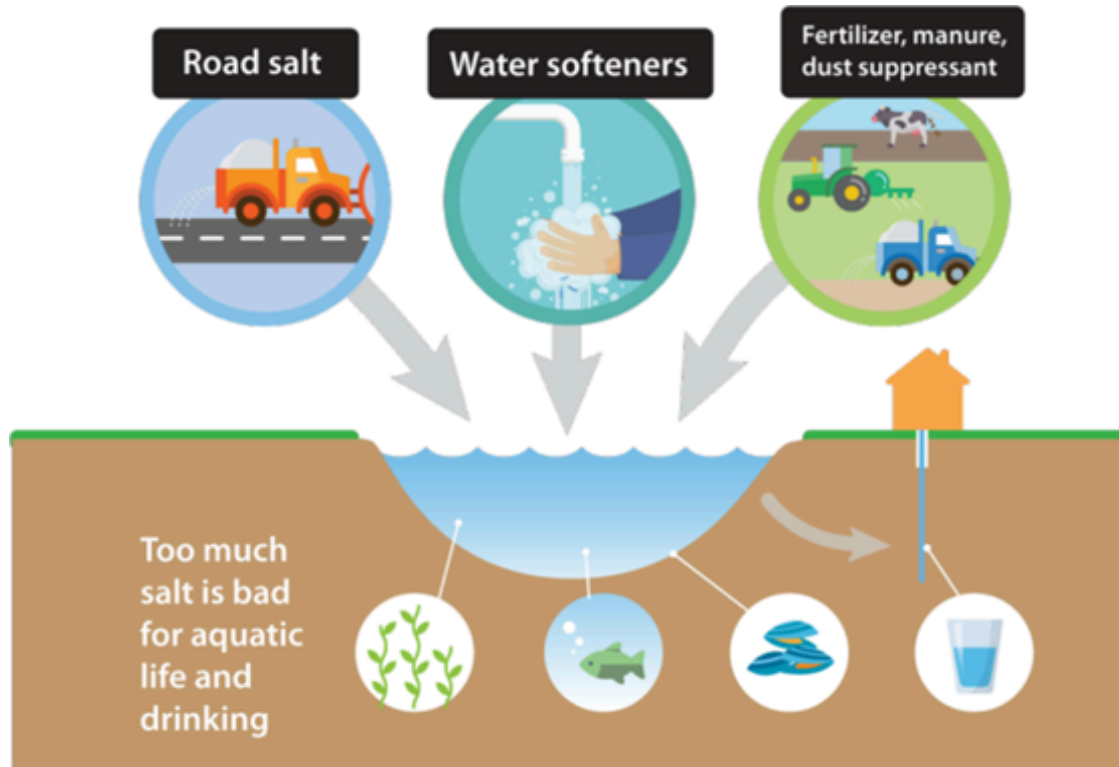 Road salt
Water softeners
Fertilizer, manure,
dust suppressant
Too much
salt is bad
for aquatic
life and
drinking